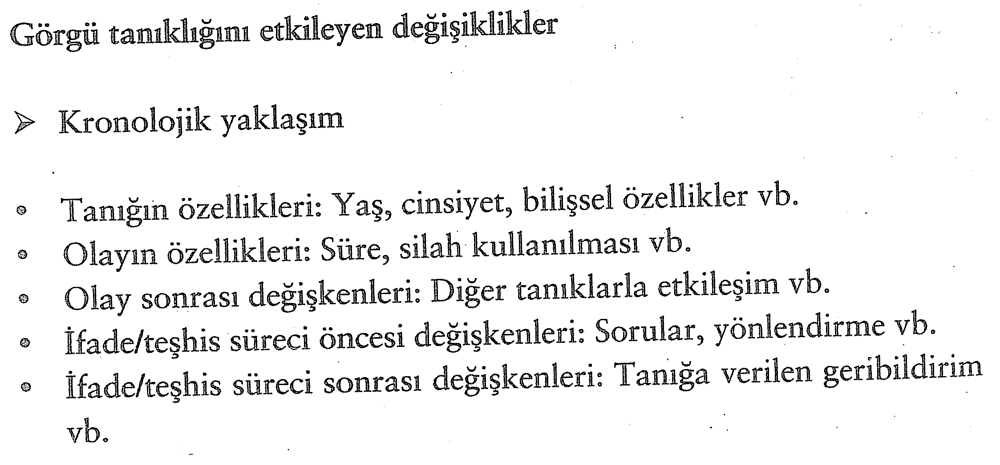 Görgü tanıklığını etkileyen değişiklikler
➢ Kronolojik yaklaşım
• Tanığın özellikleri: Yaş, cinsiyet, bilişsel özellikler vb.
• Olayın özellikleri: Süre, silah kullanılması vb.
• Olay sonrası değişkenleri: Diğer tanıklarla etkileşim vb.
• İfade/teşhis süreci öncesi değişkenleri: Sorular, yönlendirme vb.
• İfade/teşhis süreci sonrası değişkenleri: Tanığa verilen geribildirim
vb.